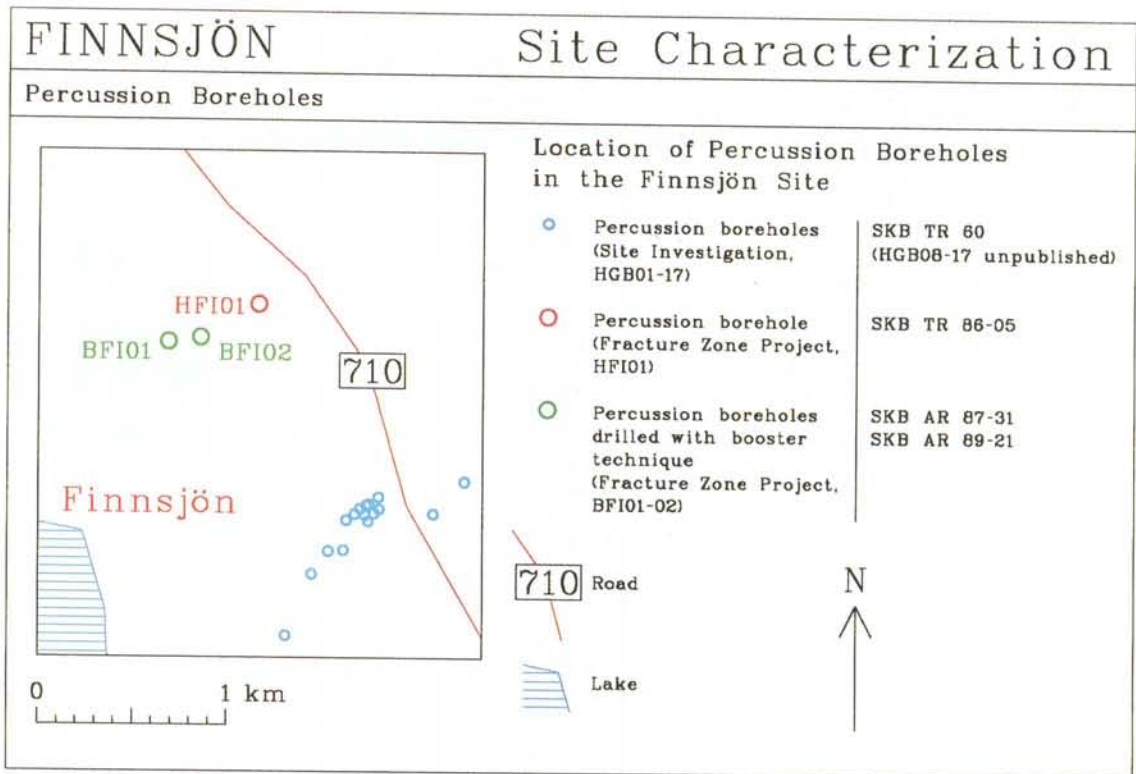 FINNSJÖN
Site Characterization
Percussion Boreholes
HFI01
BFI01
BFI02
710
Finnsjön
0 1 km
Location of Percussion Boreholes
in the Finnsjön Site
Percussion boreholes
(Site Investigation,
HGB01-17)
SKB TR 60
(HGB08-17 unpublished)
Percussion borehole
(Fracture Zone Project,
HFI01)
SKB TR 86-05
Percussion boreholes
drilled with booster
technique
(Fracture Zone Project,
BFI01-02)
SKB AR 87-31
SKB AR 89-21
710 Road
Lake
N